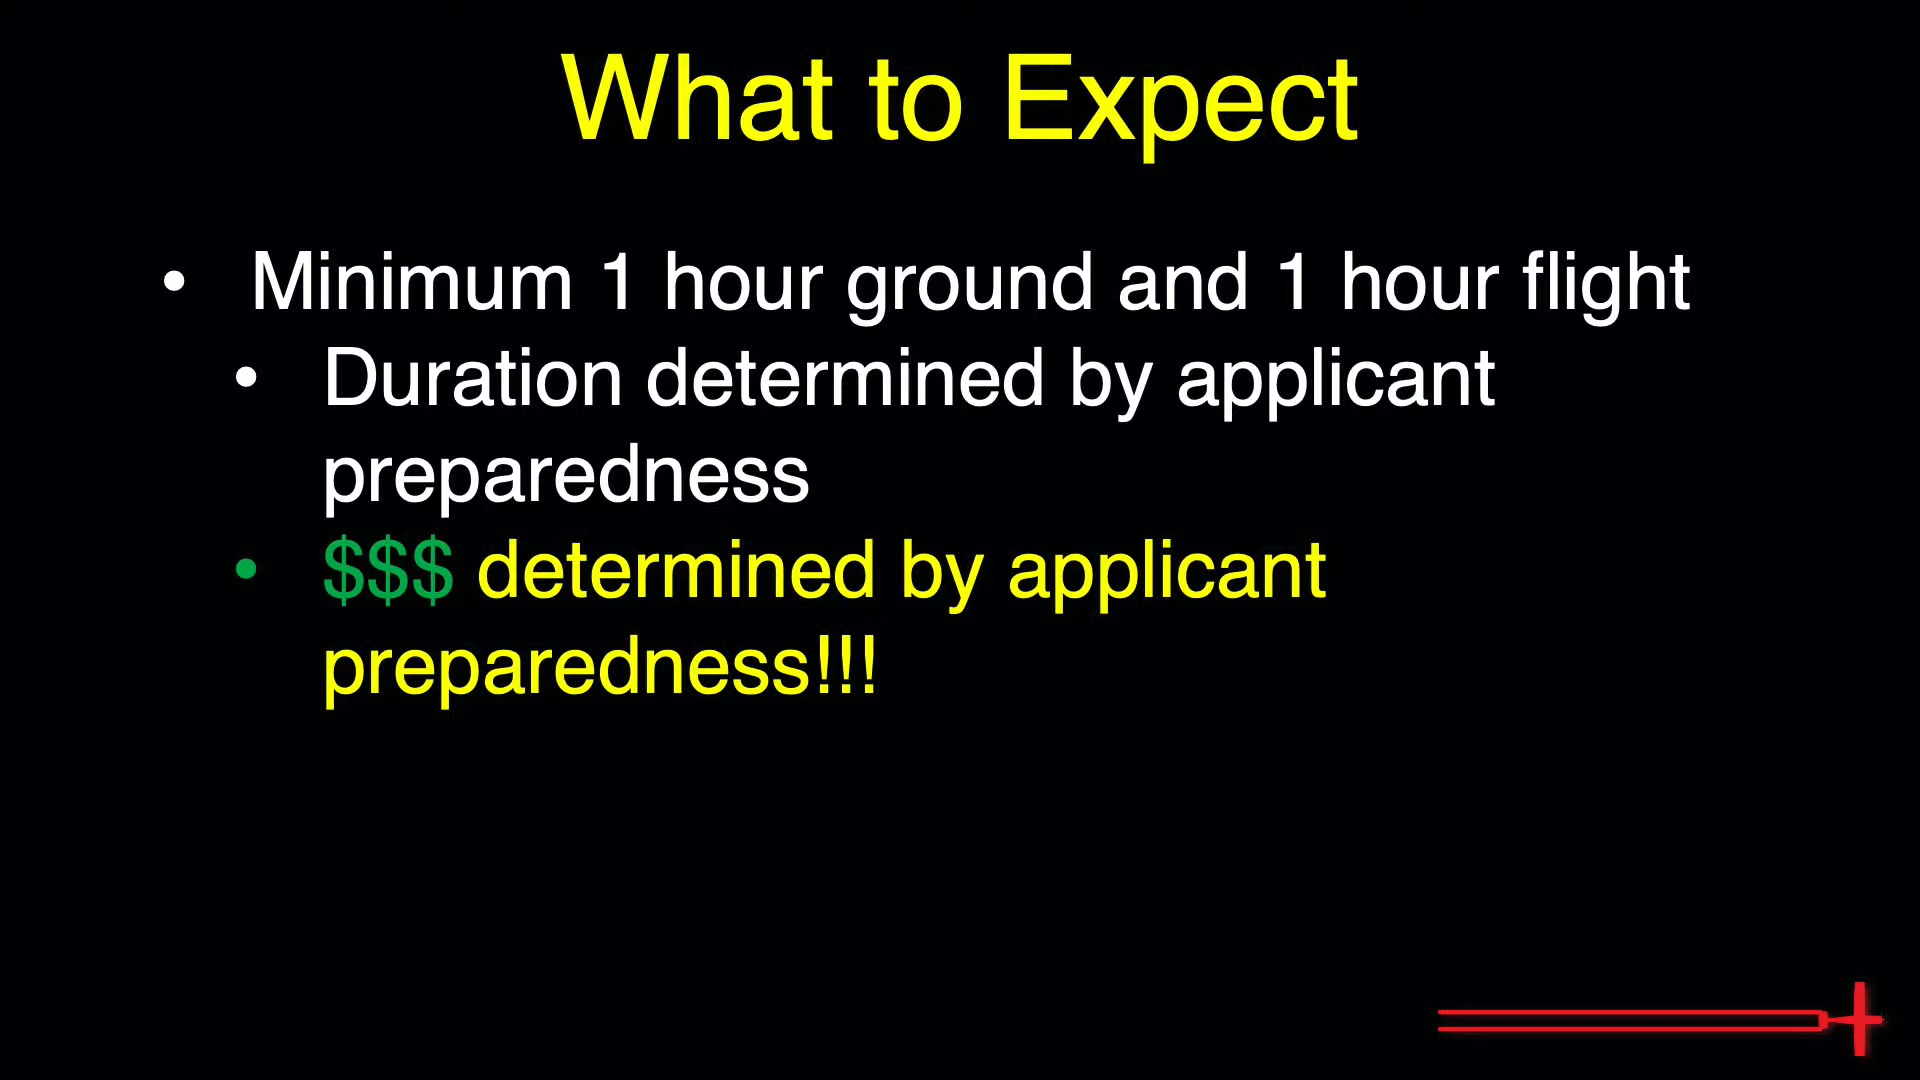 What to Expect
• Minimum 1 hour ground and 1 hour flight
• Duration determined by applicant
preparedness
• $$$ determined by applicant
preparedness!!!